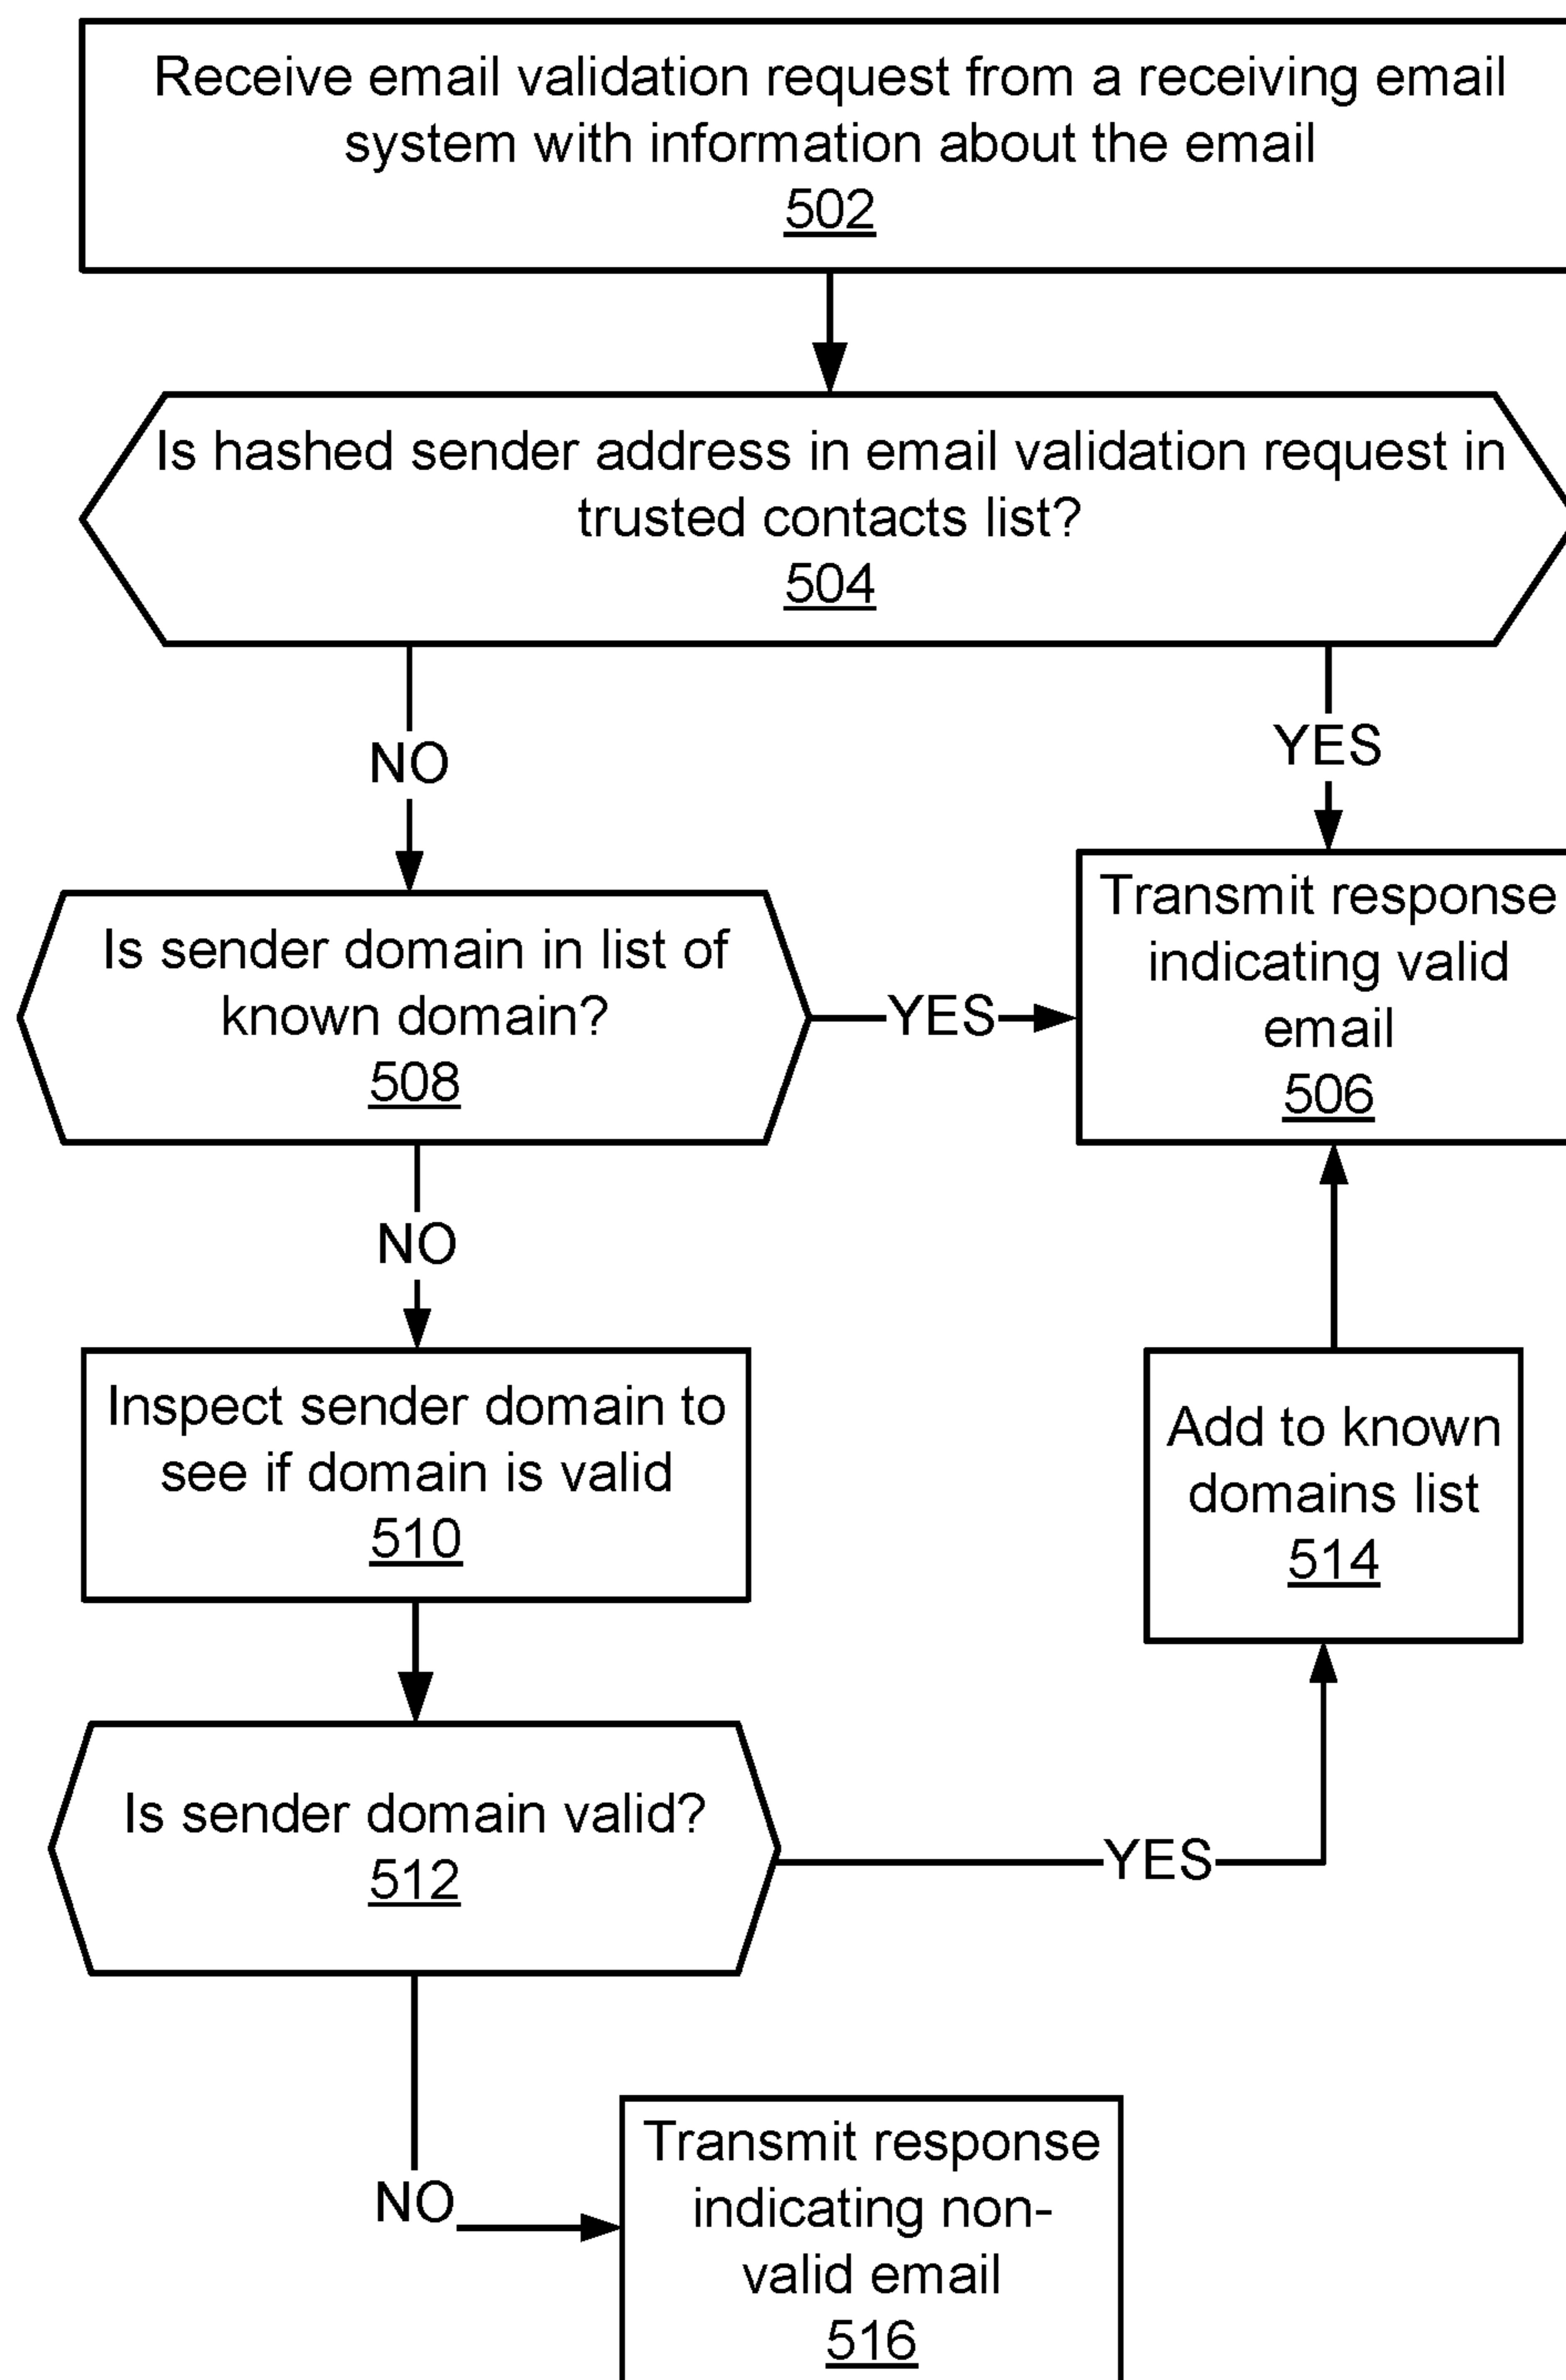 Receive email validation request from a receiving email
system with information about the email
502
Is hashed sender address in email validation request in
trusted contacts list?
504
NO
YES
Is sender domain in list of
known domain?
508
YES
Transmit response
indicating valid
email
506
NO
Inspect sender domain to
see if domain is valid
510
Add to known
domains list
514
Is sender domain valid?
512
YES
NO
Transmit response
indicating non-
valid email
516